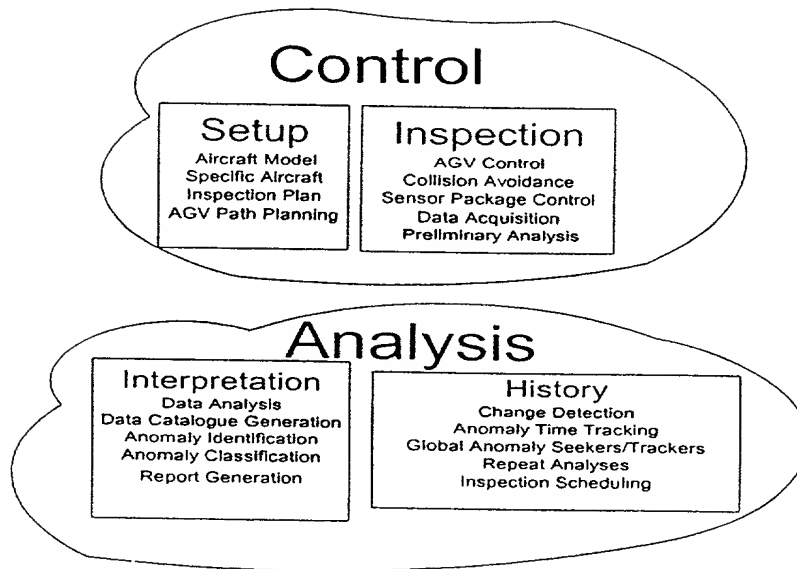 Control
Setup
Aircraft Model
Specific Aircraft
Inspection Plan
AGV Path Planning
Inspection
AGV Control
Collision Avoidance
Sensor Package Control
Data Acquisition
Preliminary Analysis
Analysis
Interpretation
Data Analysis
Data Catalogue Generation
Anomaly Identification
Anomaly Classification
Report Generation
History
Change Detection
Anomaly Time Tracking
Global Anomaly Seekers/Trackers
Repeat Analyses
Inspection Scheduling